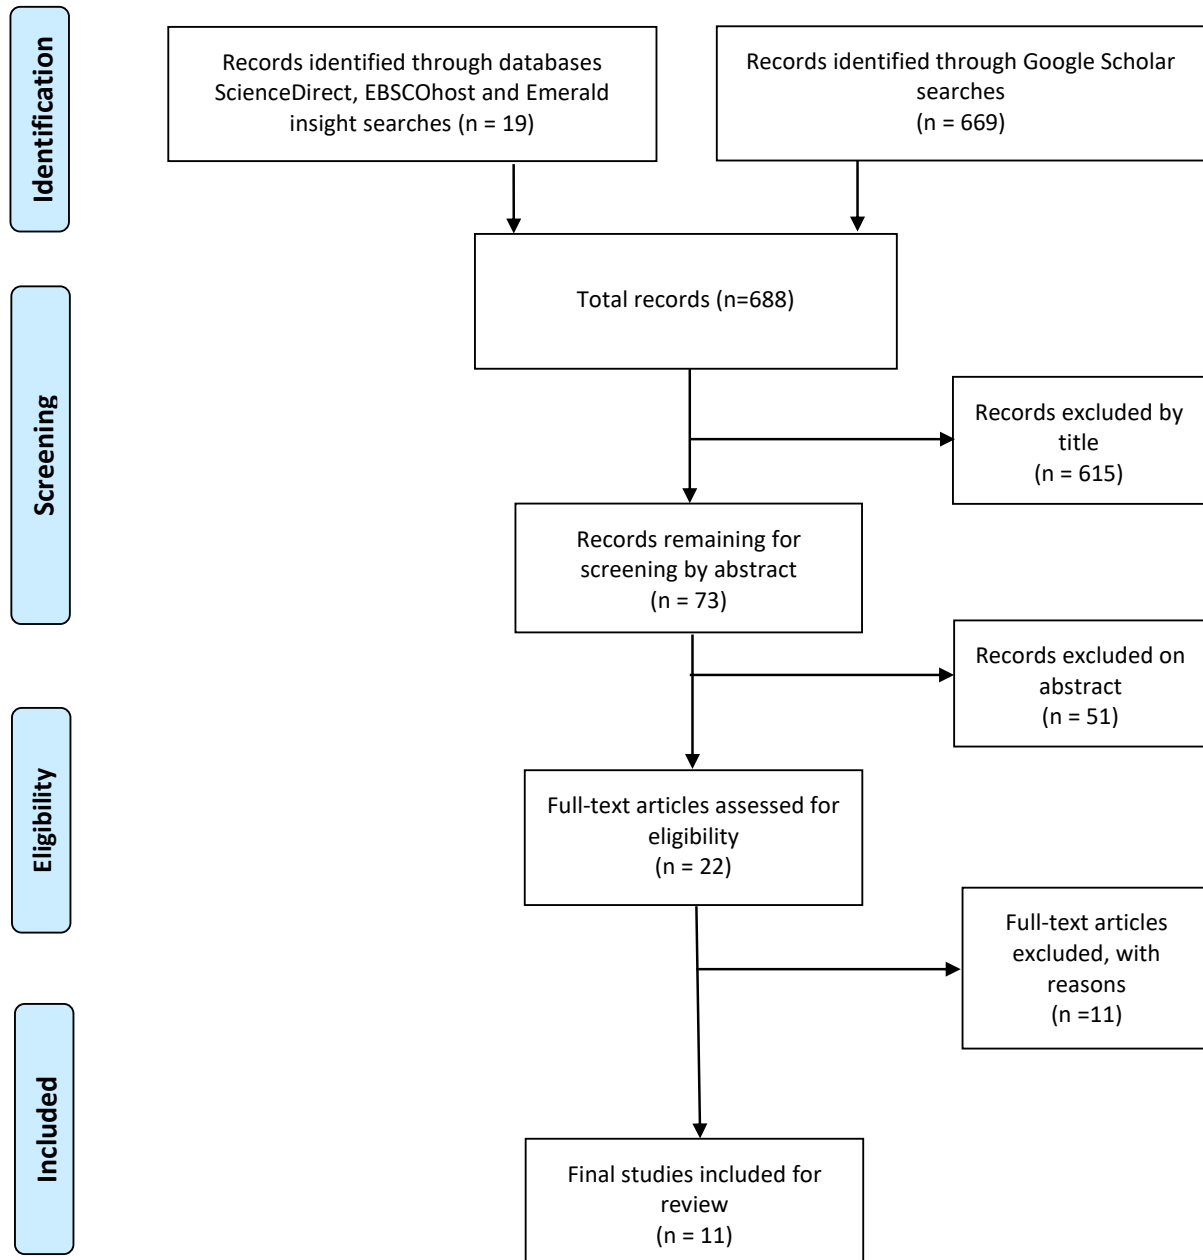 Identification
Records identified through databases
ScienceDirect, EBSCOhost and Emerald
insight searches (n = 19)
Records identified through Google Scholar
searches
(n = 669)
Total records (n=688)
Screening
Records excluded by
title
(n = 615)
Records remaining for
screening by abstract
(n = 73)
Records excluded on
abstract
(n = 51)
Eligibility
Full-text articles assessed for
eligibility
(n = 22)
Full-text articles
excluded, with
reasons
(n =11)
Included
Final studies included for
review
(n = 11)